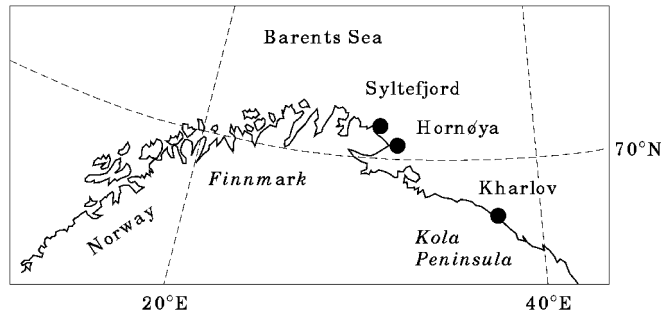 Barents Sea
Syltefjord
Hornøya
70°N
Finnmark
Kharlov
Norway
Kola
Peninsula
20°E
40°E